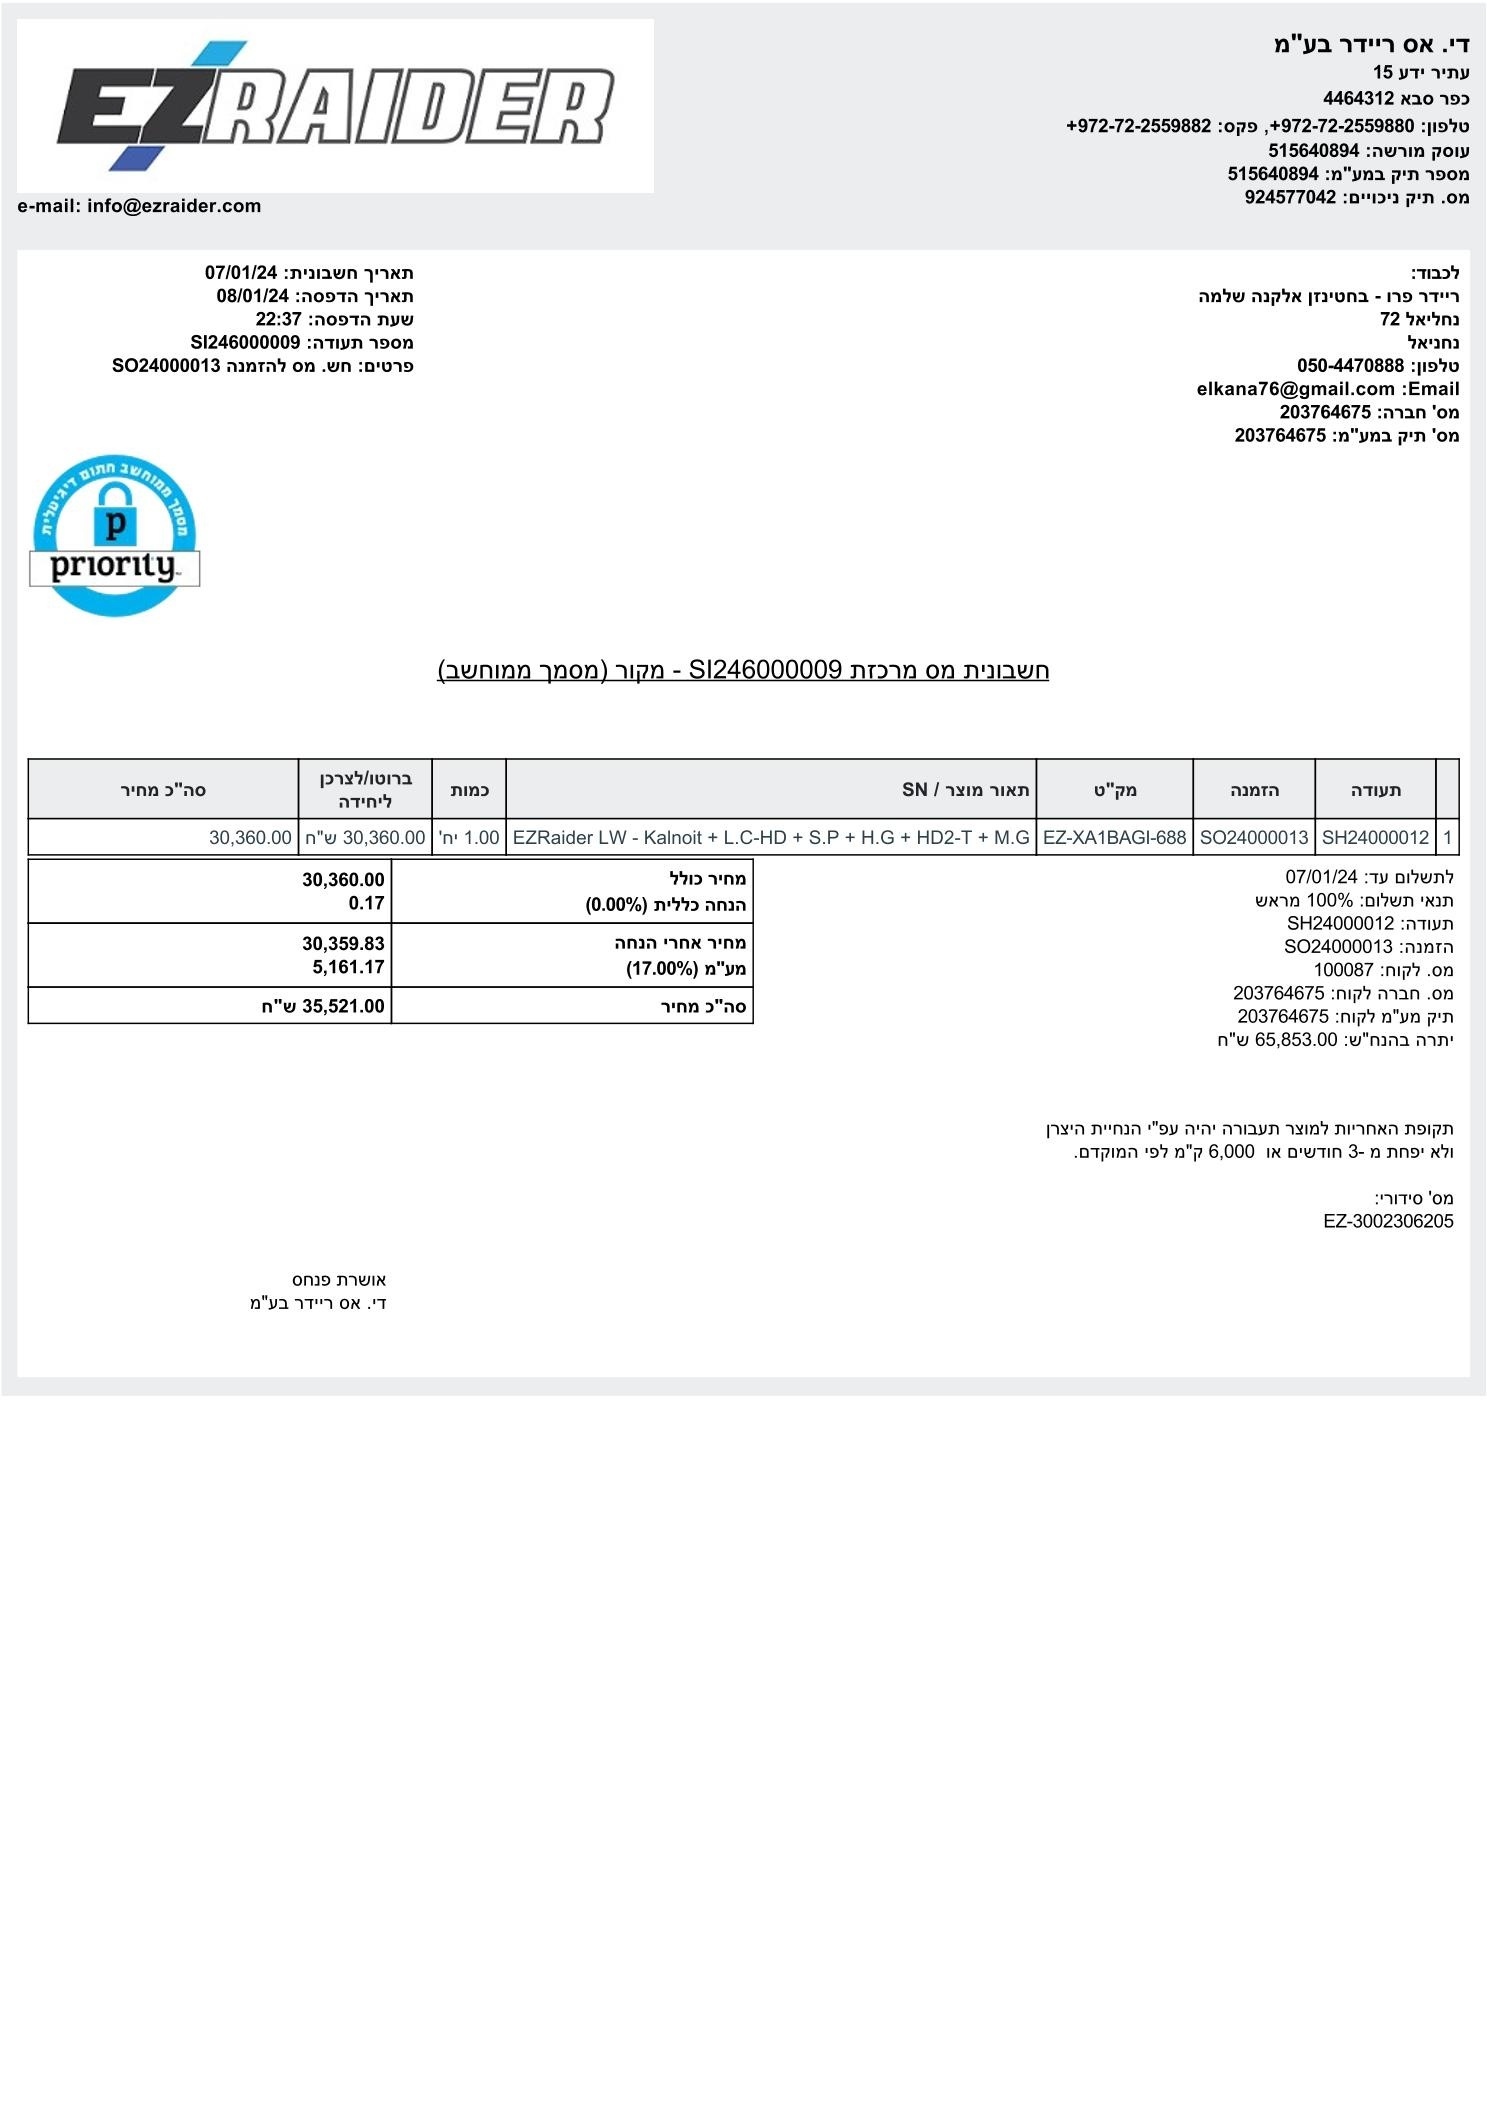 EZRAIDER
e-mail: info@ezraider.com
די. אס ריידר בע"מ
עתיר ידע 15
כפר סבא 4464312
טלפון: 972-72-2559880+, פקס: 972-72-2559882+
עוסק מורשה: 515640894
מספר תיק במע"מ: 515640894
מס. תיק ניכויים: 924577042
לכבוד:
ריידר פרו - בחטינזן אלקנה שלמה
נחליאל 72
נחניאל
טלפון: 050-4470888
Email: elkana76@gmail.com
מס' חברה: 203764675
מס' תיק במע"מ: 203764675
תאריך חשבונית: 07/01/24
תאריך הדפסה: 08/01/24
שעת הדפסה: 22:37
מספר תעודה: SI246000009
פרטים: חש. מס להזמנה SO24000013
מסמך ממוחשב חתום דיגיטלית
p
priority
חשבונית מס מרכזת SI246000009 - מקור (מסמך ממוחשב)
תעודה הזמנה מק"ט תאור מוצר / SN כמות ברוטו/לצרכן ליחידה סה"כ מחיר
1 SH24000012 SO24000013 EZ-XA1BAGI-688 EZRaider LW - Kalnoit + L.C-HD + S.P + H.G + HD2-T + M.G 1.00 יח' 30,360.00 ש"ח 30,360.00
מחיר כולל 30,360.00
הנחה כללית (0.00%) 0.17
מחיר אחרי הנחה 30,359.83
מע"מ (17.00%) 5,161.17
סה"כ מחיר 35,521.00 ש"ח
לתשלום עד: 07/01/24
תנאי תשלום: 100% מראש
תעודה: SH24000012
הזמנה: SO24000013
מס. לקוח: 100087
מס. חברה לקוח: 203764675
תיק מע"מ לקוח: 203764675
יתרה בהנח"ש: 65,853.00 ש"ח
תקופת האחריות למוצר תעבורה יהיה עפ"י הנחיית היצרן
ולא יפחת מ -3 חודשים או 6,000 ק"מ לפי המוקדם.
מס' סידורי:
EZ-3002306205
אושרת פנחס
די. אס ריידר בע"מ